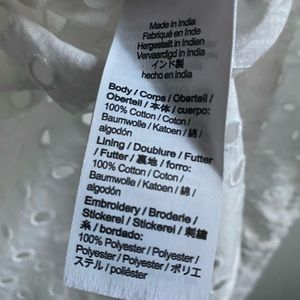 Made in India
Fabriqué en Inde
Hergestellt in Indien
Vervaardigd in India
インド製
hecho en india
Body / Corps / Oberteil /
Oberteil / 本体 / cuerpo:
100% Cotton / Coton /
Baumwolle / Katoen / 綿 /
algodón
Lining / Doublure / Futter
/ Futter / 裏地 / forro:
100% Cotton / Coton /
Baumwolle / Katoen / 綿 /
algodón
Embroidery / Broderie /
Stickerei / Stickerei / 刺繍
糸 / bordado:
100% Polyester / Polyester /
Polyester / Polyester / ポリエ
ステル / poliéster